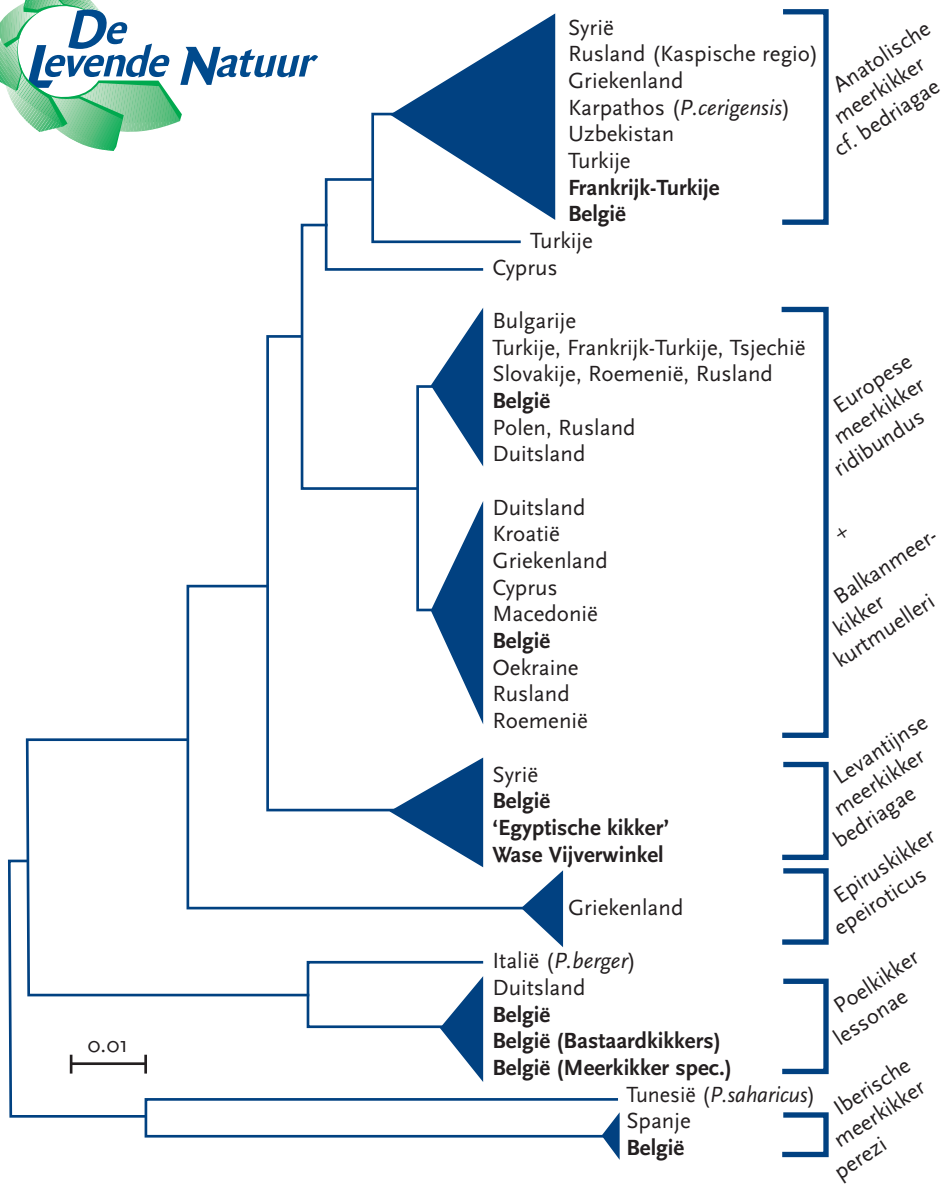 De
Levende Natuur
Syrië
Rusland (Kaspische regio)
Griekenland
Karpathos (P.cerigensis)
Uzbekistan
Turkije
Frankrijk-Turkije
België
Anatolische
meerkikker
cf. bedriagae
Turkije
Cyprus
Bulgarije
Turkije, Frankrijk-Turkije, Tsjechië
Slovakije, Roemenië, Rusland
België
Polen, Rusland
Duitsland
Europese
meerkikker
ridibundus
+
Balkanmeer-
kikker
kurtmuelleri
Duitsland
Kroatië
Griekenland
Cyprus
Macedonië
België
Oekraine
Rusland
Roemenië
Syrië
België
‘Egyptische kikker’
Wase Vijverwinkel
Levantijnse
meerkikker
bedriagae
Griekenland
Epiruskikker
epeiroticus
Italië (P.berger)
Duitsland
België
België (Bastaardkikkers)
België (Meerkikker spec.)
Poelkikker
lessonae
0.01
Tunesië (P.saharicus)
Spanje
België
Iberische
meerkikker
perezi